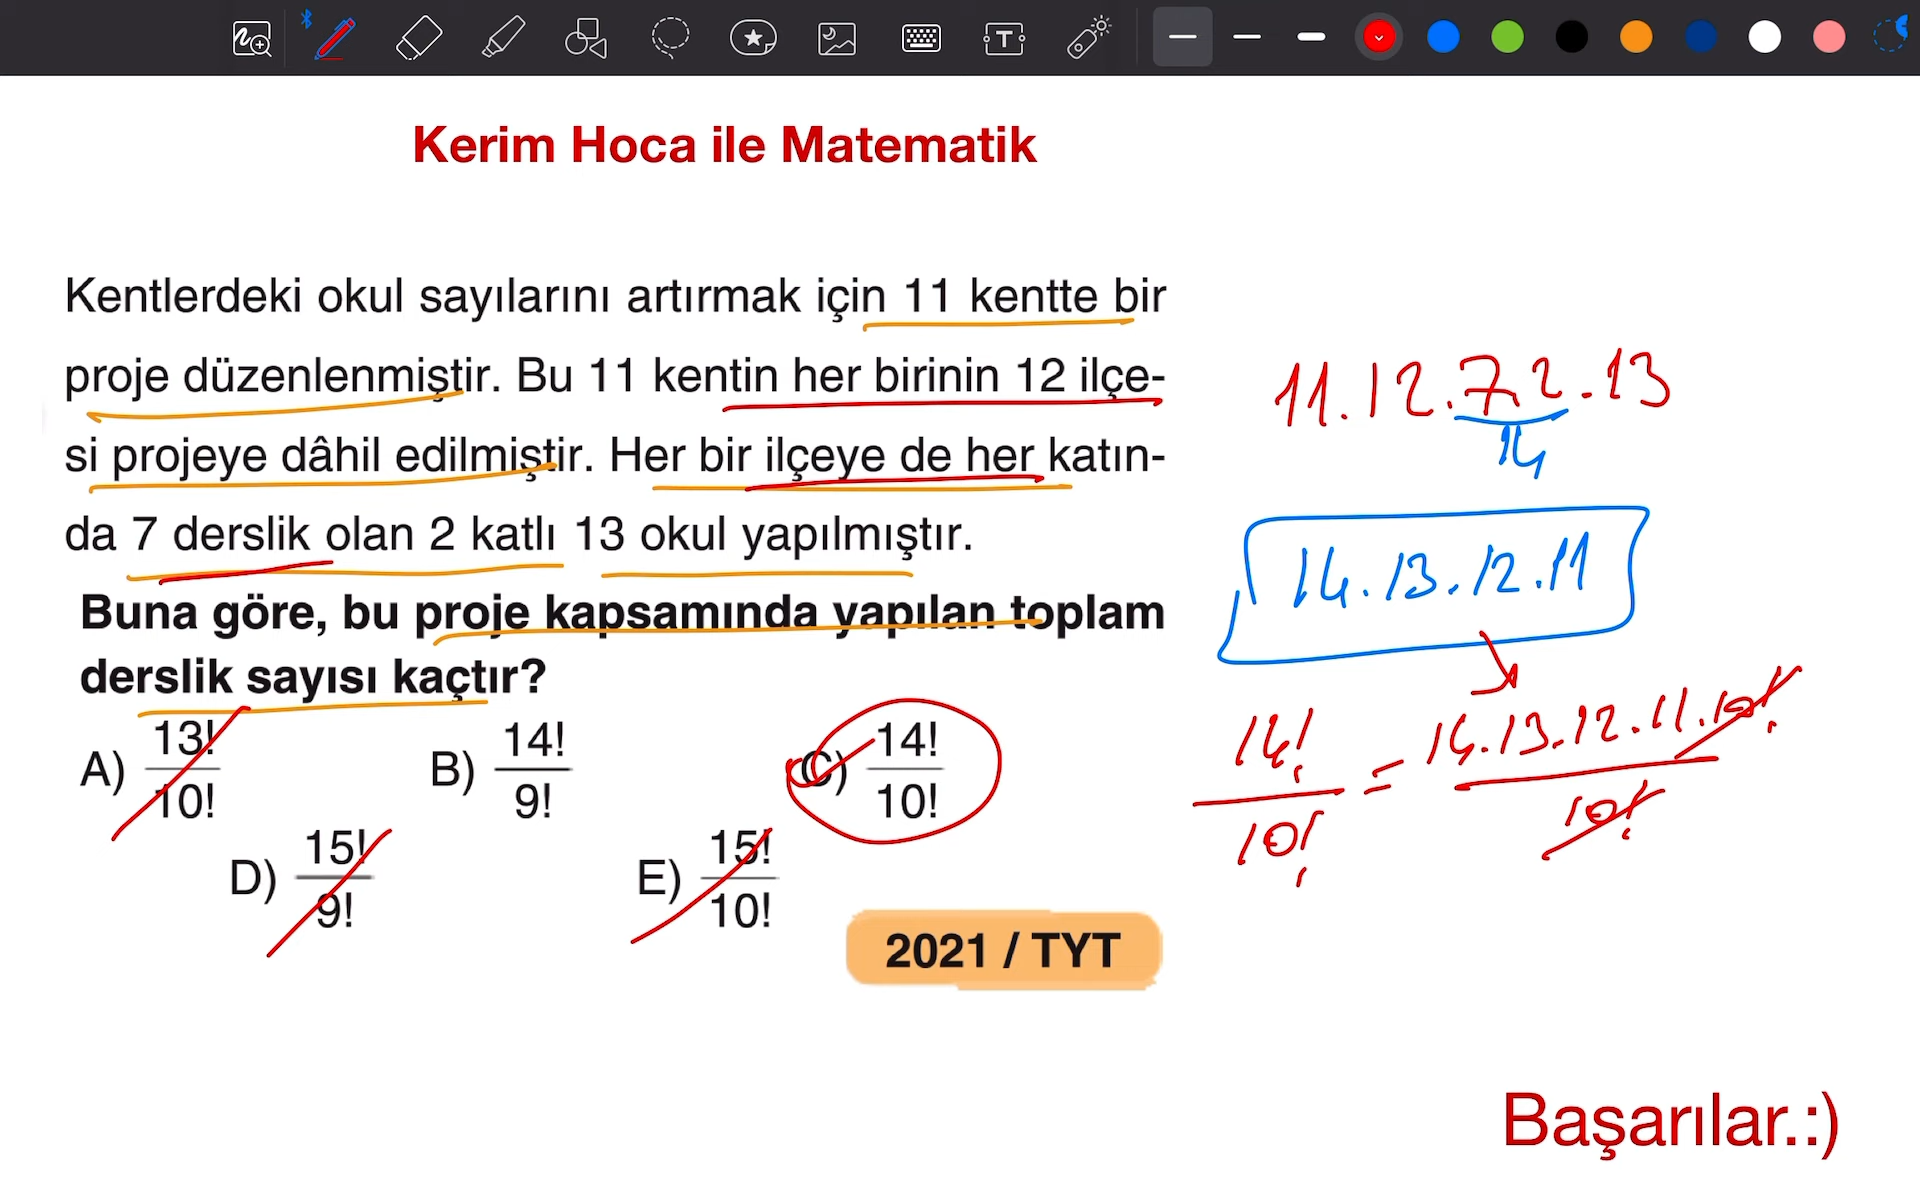 Kerim Hoca ile Matematik
Kentlerdeki okul sayılarını artırmak için 11 kentte bir
proje düzenlenmiştir. Bu 11 kentin her birinin 12 ilçe-
si projeye dâhil edilmiştir. Her bir ilçeye de her katın-
da 7 derslik olan 2 katlı 13 okul yapılmıştır.
Buna göre, bu proje kapsamında yapılan toplam
derslik sayısı kaçtır?
A) 13!/10! B) 14!/9! C) 14!/10!
D) 15!/9! E) 15!/10!
2021 / TYT
11.12.7.2.13
14
14.13.12.11
14!/10! = 14.13.12.11.10!/10!
Başarılar.:)
T